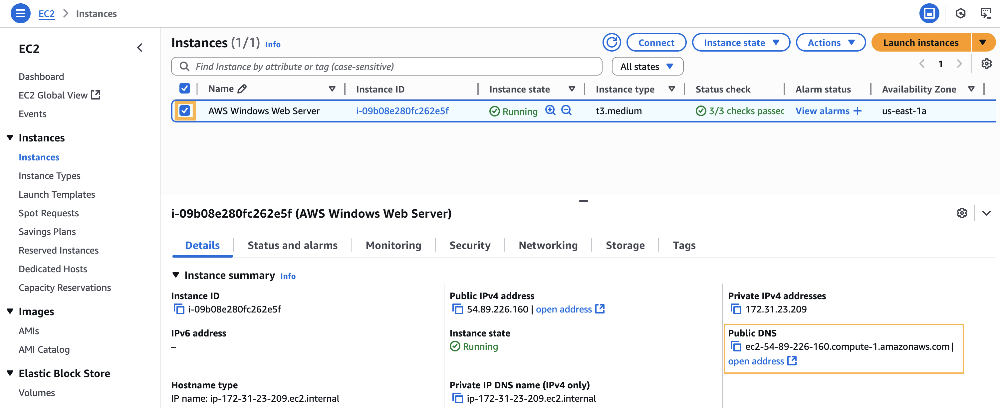 EC2 > Instances
EC2
Dashboard
EC2 Global View
Events
Instances
Instances
Instance Types
Launch Templates
Spot Requests
Savings Plans
Reserved Instances
Dedicated Hosts
Capacity Reservations
Images
AMIs
AMI Catalog
Elastic Block Store
Volumes
Instances (1/1) Info
Connect
Instance state
Actions
Launch instances
Find Instance by attribute or tag (case-sensitive)
All states
1
Name Instance ID Instance state Instance type Status check Alarm status Availability Zone
AWS Windows Web Server i-09b08e280fc262e5f Running t3.medium 3/3 checks passec View alarms + us-east-1a
i-09b08e280fc262e5f (AWS Windows Web Server)
Details Status and alarms Monitoring Security Networking Storage Tags
Instance summary Info
Instance ID
i-09b08e280fc262e5f
Public IPv4 address
54.89.226.160 | open address
Private IPv4 addresses
172.31.23.209
IPv6 address
–
Instance state
Running
Public DNS
ec2-54-89-226-160.compute-1.amazonaws.com |
open address
Hostname type
IP name: ip-172-31-23-209.ec2.internal
Private IP DNS name (IPv4 only)
ip-172-31-23-209.ec2.internal